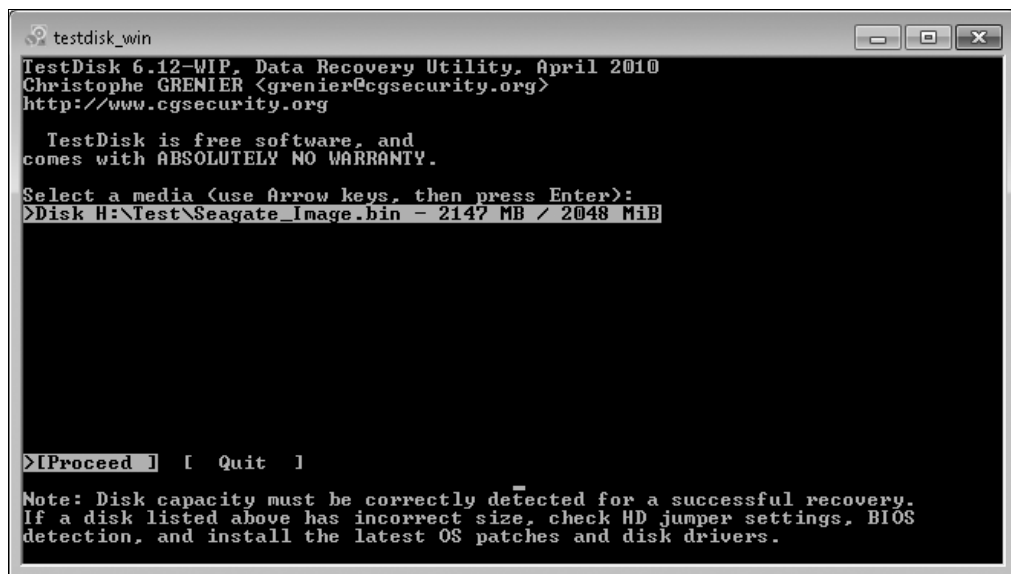 testdisk_win
TestDisk 6.12-WIP, Data Recovery Utility, April 2010
Christophe GRENIER <grenier@cgsecurity.org>
http://www.cgsecurity.org
TestDisk is free software, and
comes with ABSOLUTELY NO WARRANTY.
Select a media (use Arrow keys, then press Enter):
>Disk H:\Test\Seagate_Image.bin - 2147 MB / 2048 MiB
>[Proceed ]  [  Quit  ]
Note: Disk capacity must be correctly detected for a successful recovery.
If a disk listed above has incorrect size, check HD jumper settings, BIOS
detection, and install the latest OS patches and disk drivers.